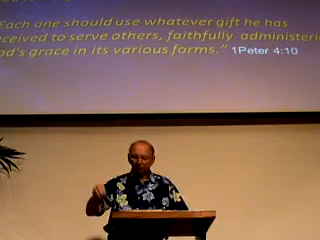 Each one should use whatever gift he has
eceived to serve others, faithfully administerin
od's grace in its various forms." 1Peter 4:10